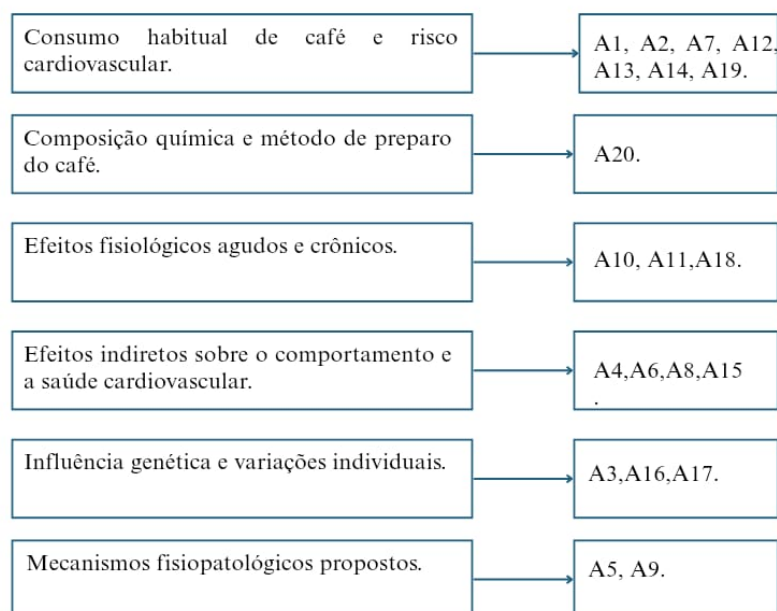 Consumo habitual de café e risco
cardiovascular.
A1, A2, A7, A12,
A13, A14, A19.
Composição química e método de preparo
do café.
A20.
Efeitos fisiológicos agudos e crônicos.
A10, A11,A18.
Efeitos indiretos sobre o comportamento e
a saúde cardiovascular.
A4,A6,A8,A15
.
Influência genética e variações individuais.
A3,A16,A17.
Mecanismos fisiopatológicos propostos.
A5, A9.